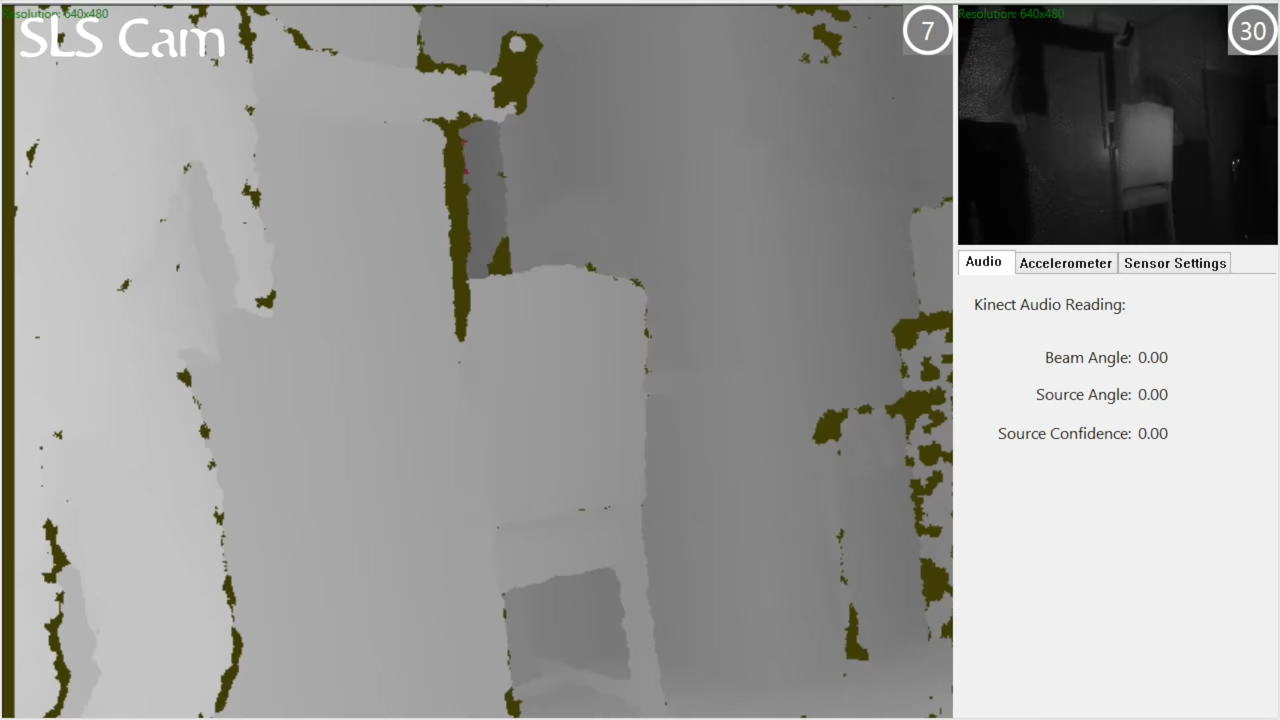 Resolution: 640x480
SLS Cam
7
Resolution: 640x480
30
Audio
Accelerometer
Sensor Settings
Kinect Audio Reading:
Beam Angle: 0.00
Source Angle: 0.00
Source Confidence: 0.00